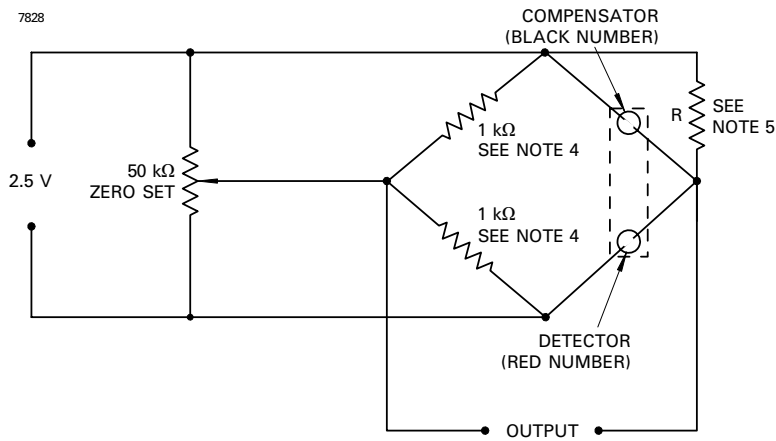 7828
COMPENSATOR
(BLACK NUMBER)
1 kΩ
SEE NOTE 4
R
SEE
NOTE 5
2.5 V
50 kΩ
ZERO SET
1 kΩ
SEE NOTE 4
DETECTOR
(RED NUMBER)
OUTPUT